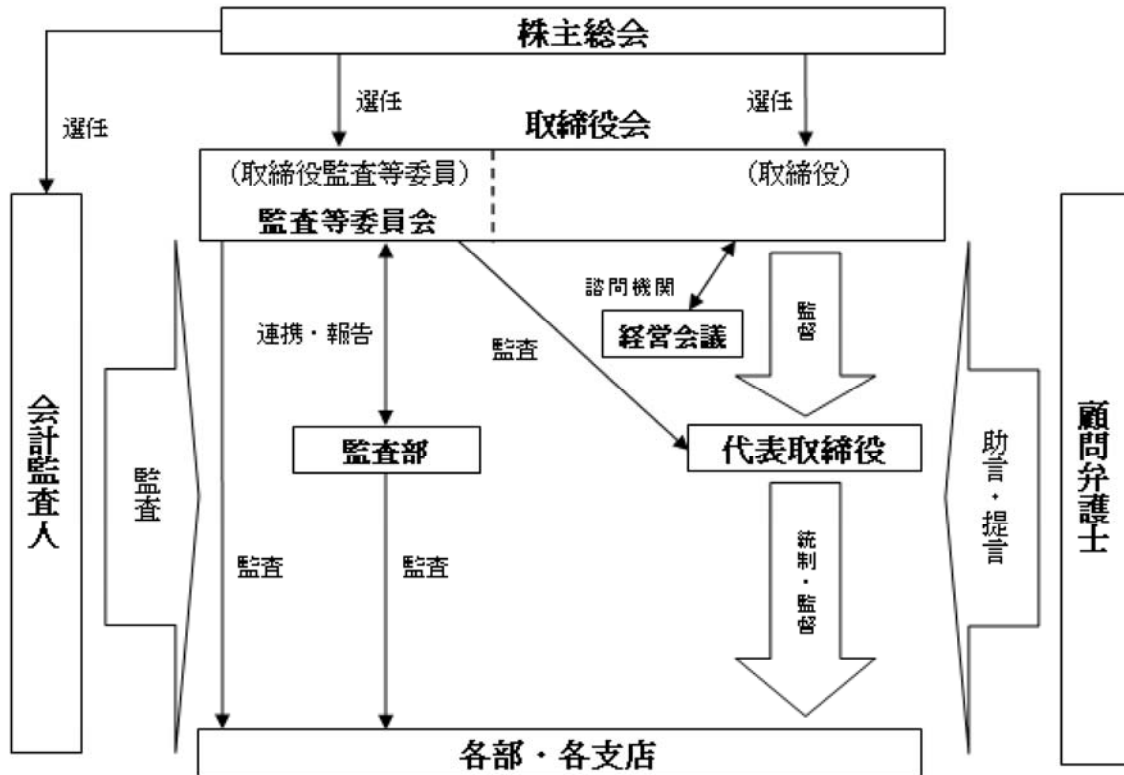 株主総会
選任
選任
選任
取締役会
(取締役監査等委員)
(取締役)
監査等委員会
諮問機関
監督
連携・報告
監査
経営会議
会計監査人
監査
監査部
代表取締役
助言・提言
顧問弁護士
監査
監査
統制・監督
各部・各支店